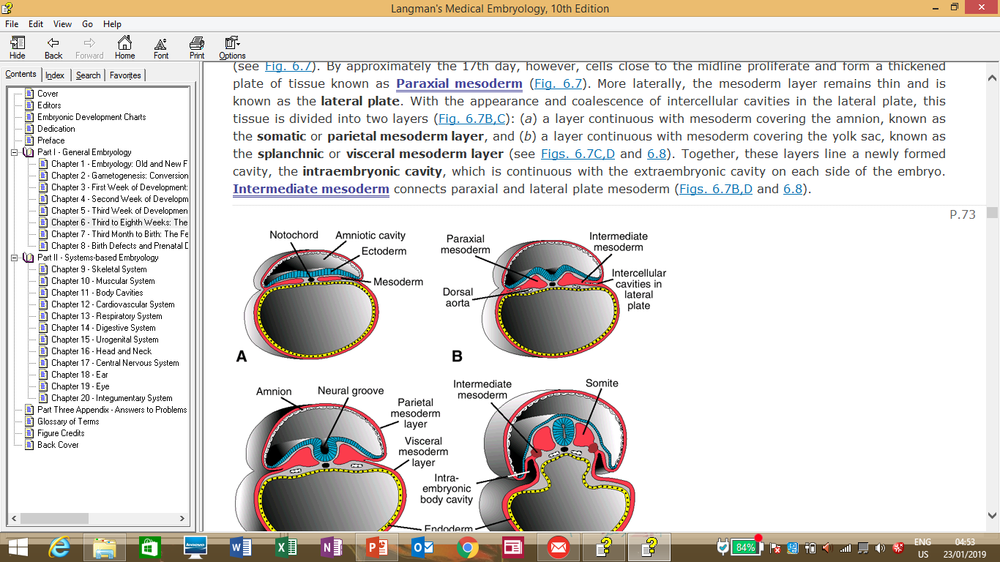 Langman's Medical Embryology, 10th Edition
File Edit View Go Help
Hide Back Forward Home Font Print Options
Contents Index Search Favorites
Cover
Editors
Embryonic Development Charts
Dedication
Preface
Part I - General Embryology
Chapter 1 - Embryology: Old and New F
Chapter 2 - Gametogenesis: Conversion
Chapter 3 - First Week of Development:
Chapter 4 - Second Week of Developm
Chapter 5 - Third Week of Developmen
Chapter 6 - Third to Eighth Weeks: The
Chapter 7 - Third Month to Birth: The Fe
Chapter 8 - Birth Defects and Prenatal D
Part II - Systems-based Embryology
Chapter 9 - Skeletal System
Chapter 10 - Muscular System
Chapter 11 - Body Cavities
Chapter 12 - Cardiovascular System
Chapter 13 - Respiratory System
Chapter 14 - Digestive System
Chapter 15 - Urogenital System
Chapter 16 - Head and Neck
Chapter 17 - Central Nervous System
Chapter 18 - Ear
Chapter 19 - Eye
Chapter 20 - Integumentary System
Part Three Appendix - Answers to Problems
Glossary of Terms
Figure Credits
Back Cover
(see Fig. 6.7). By approximately the 17th day, however, cells close to the midline proliferate and form a thickened
plate of tissue known as Paraxial mesoderm (Fig. 6.7). More laterally, the mesoderm layer remains thin and is
known as the lateral plate. With the appearance and coalescence of intercellular cavities in the lateral plate, this
tissue is divided into two layers (Fig. 6.7B,C): (a) a layer continuous with mesoderm covering the amnion, known as
the somatic or parietal mesoderm layer, and (b) a layer continuous with mesoderm covering the yolk sac, known as
the splanchnic or visceral mesoderm layer (see Figs. 6.7C,D and 6.8). Together, these layers line a newly formed
cavity, the intraembryonic cavity, which is continuous with the extraembryonic cavity on each side of the embryo.
Intermediate mesoderm connects paraxial and lateral plate mesoderm (Figs. 6.7B,D and 6.8).
P.73
Notochord
Amniotic cavity
Ectoderm
Mesoderm
A
Paraxial
mesoderm
Intermediate
mesoderm
Intercellular
cavities in
lateral
plate
Dorsal
aorta
B
Amnion
Neural groove
Parietal
mesoderm
layer
Visceral
mesoderm
layer
Intermediate
mesoderm
Somite
Intra-
embryonic
body cavity
Endoderm
lenovo
84%
ENG
US
04:53
23/01/2019